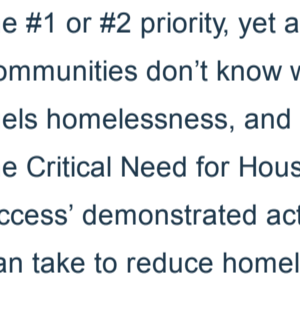 e #1 or #2 priority, yet a
ommunities don't know
els homelessness, and
e Critical Need for Hous
ccess' demonstrated act
an take to reduce homel